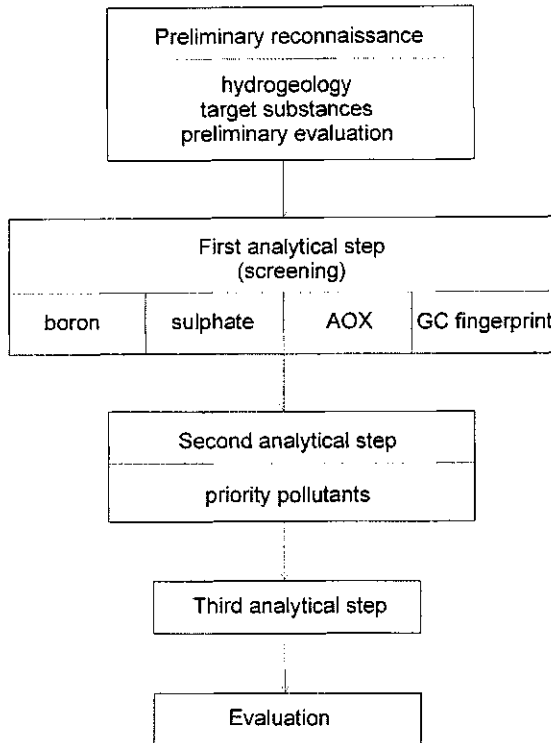 Preliminary reconnaissance
hydrogeology
target substances
preliminary evaluation
First analytical step
(screening)
boron sulphate AOX GC fingerprint
Second analytical step
priority pollutants
Third analytical step
Evaluation